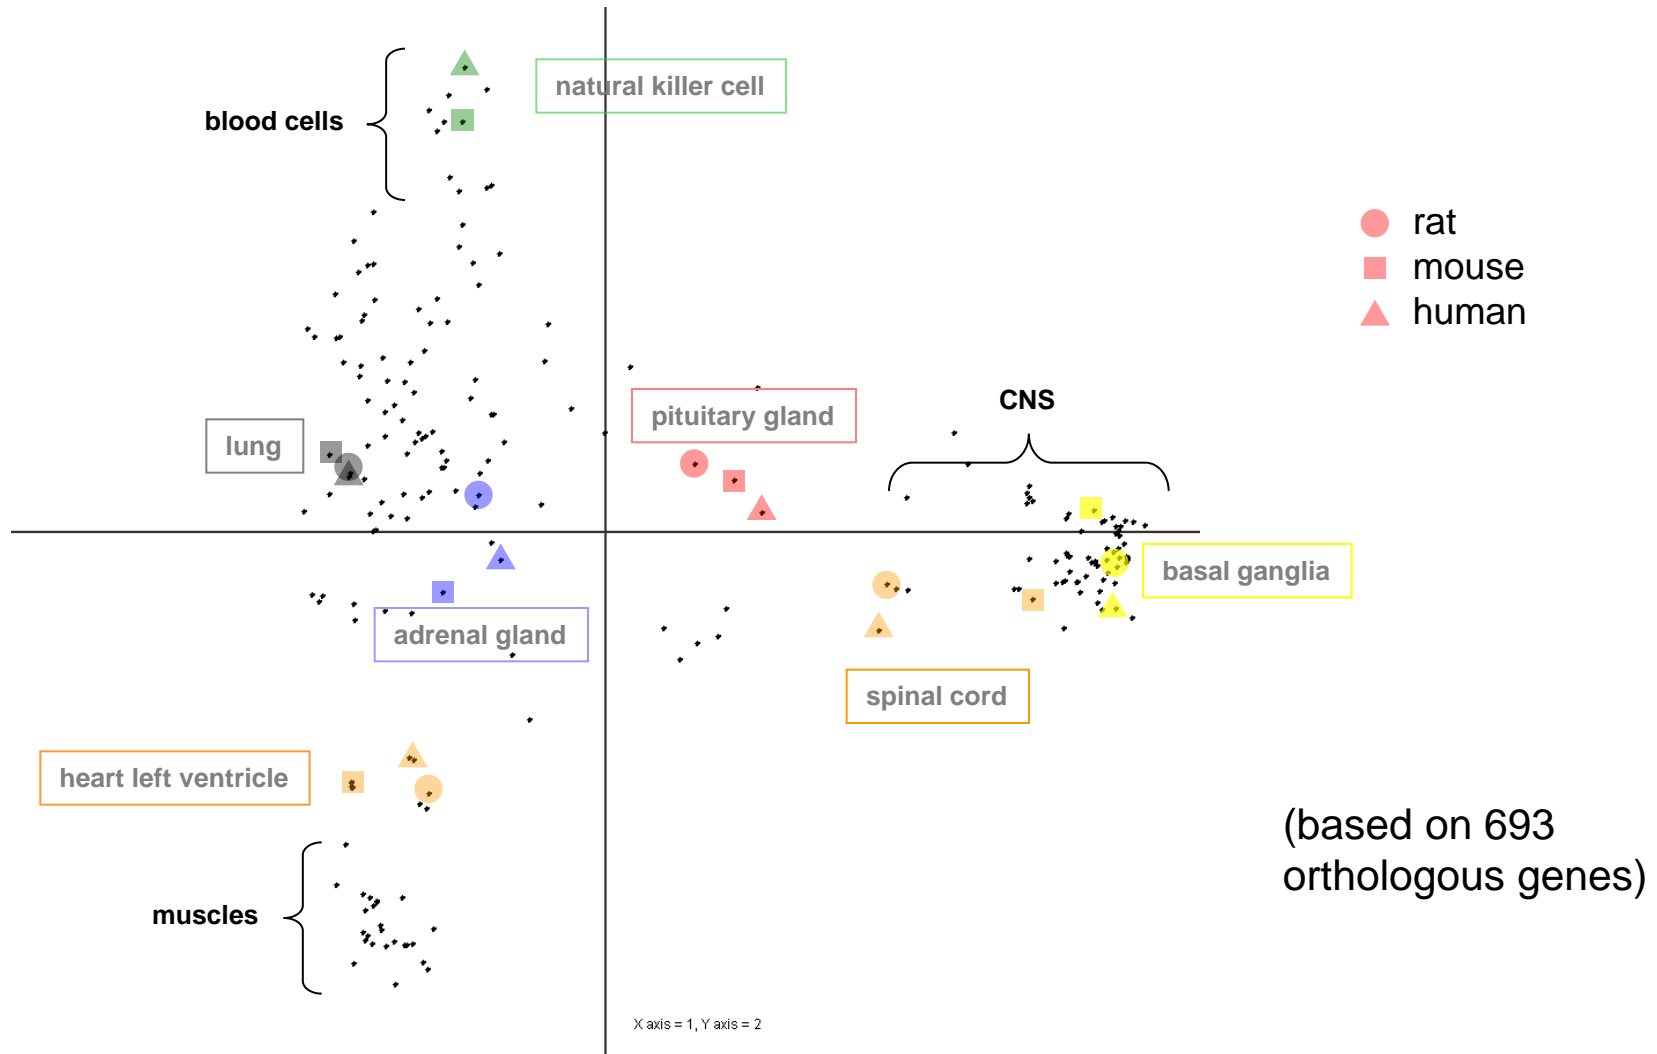 natural killer cell
blood cells
rat
mouse
human
CNS
pituitary gland
lung
basal ganglia
adrenal gland
spinal cord
heart left ventricle
(based on 693
orthologous genes)
muscles
X axis = 1, Y axis = 2